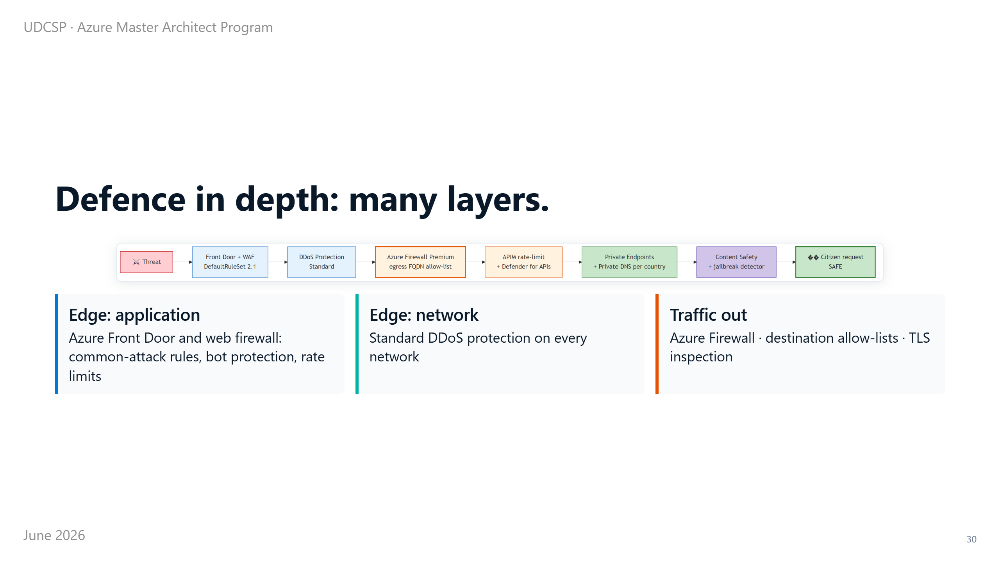 UDCSP · Azure Master Architect Program
Defence in depth: many layers.
⚔ Threat
Front Door + WAF
DefaultRuleSet 2.1
DDoS Protection
Standard
Azure Firewall Premium
egress FQDN allow-list
APIM rate-limit
+ Defender for APIs
Private Endpoints
+ Private DNS per country
Content Safety
+ jailbreak detector
�� Citizen request
SAFE
Edge: application
Azure Front Door and web firewall:
common-attack rules, bot protection, rate
limits
Edge: network
Standard DDoS protection on every
network
Traffic out
Azure Firewall · destination allow-lists · TLS
inspection
June 2026
30